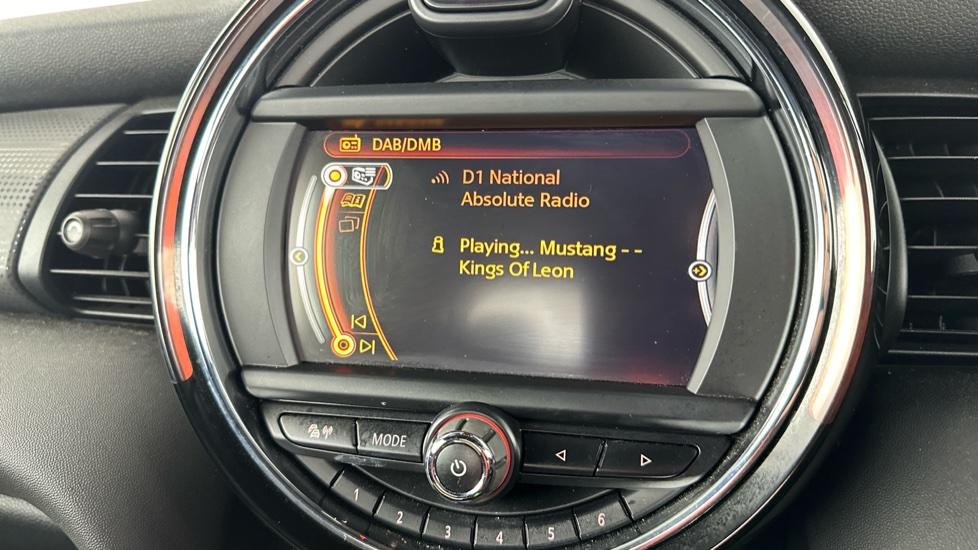 DAB/DMB
D1 National
Absolute Radio
Playing... Mustang - -
Kings Of Leon
MODE
1
2
3
4
5
6